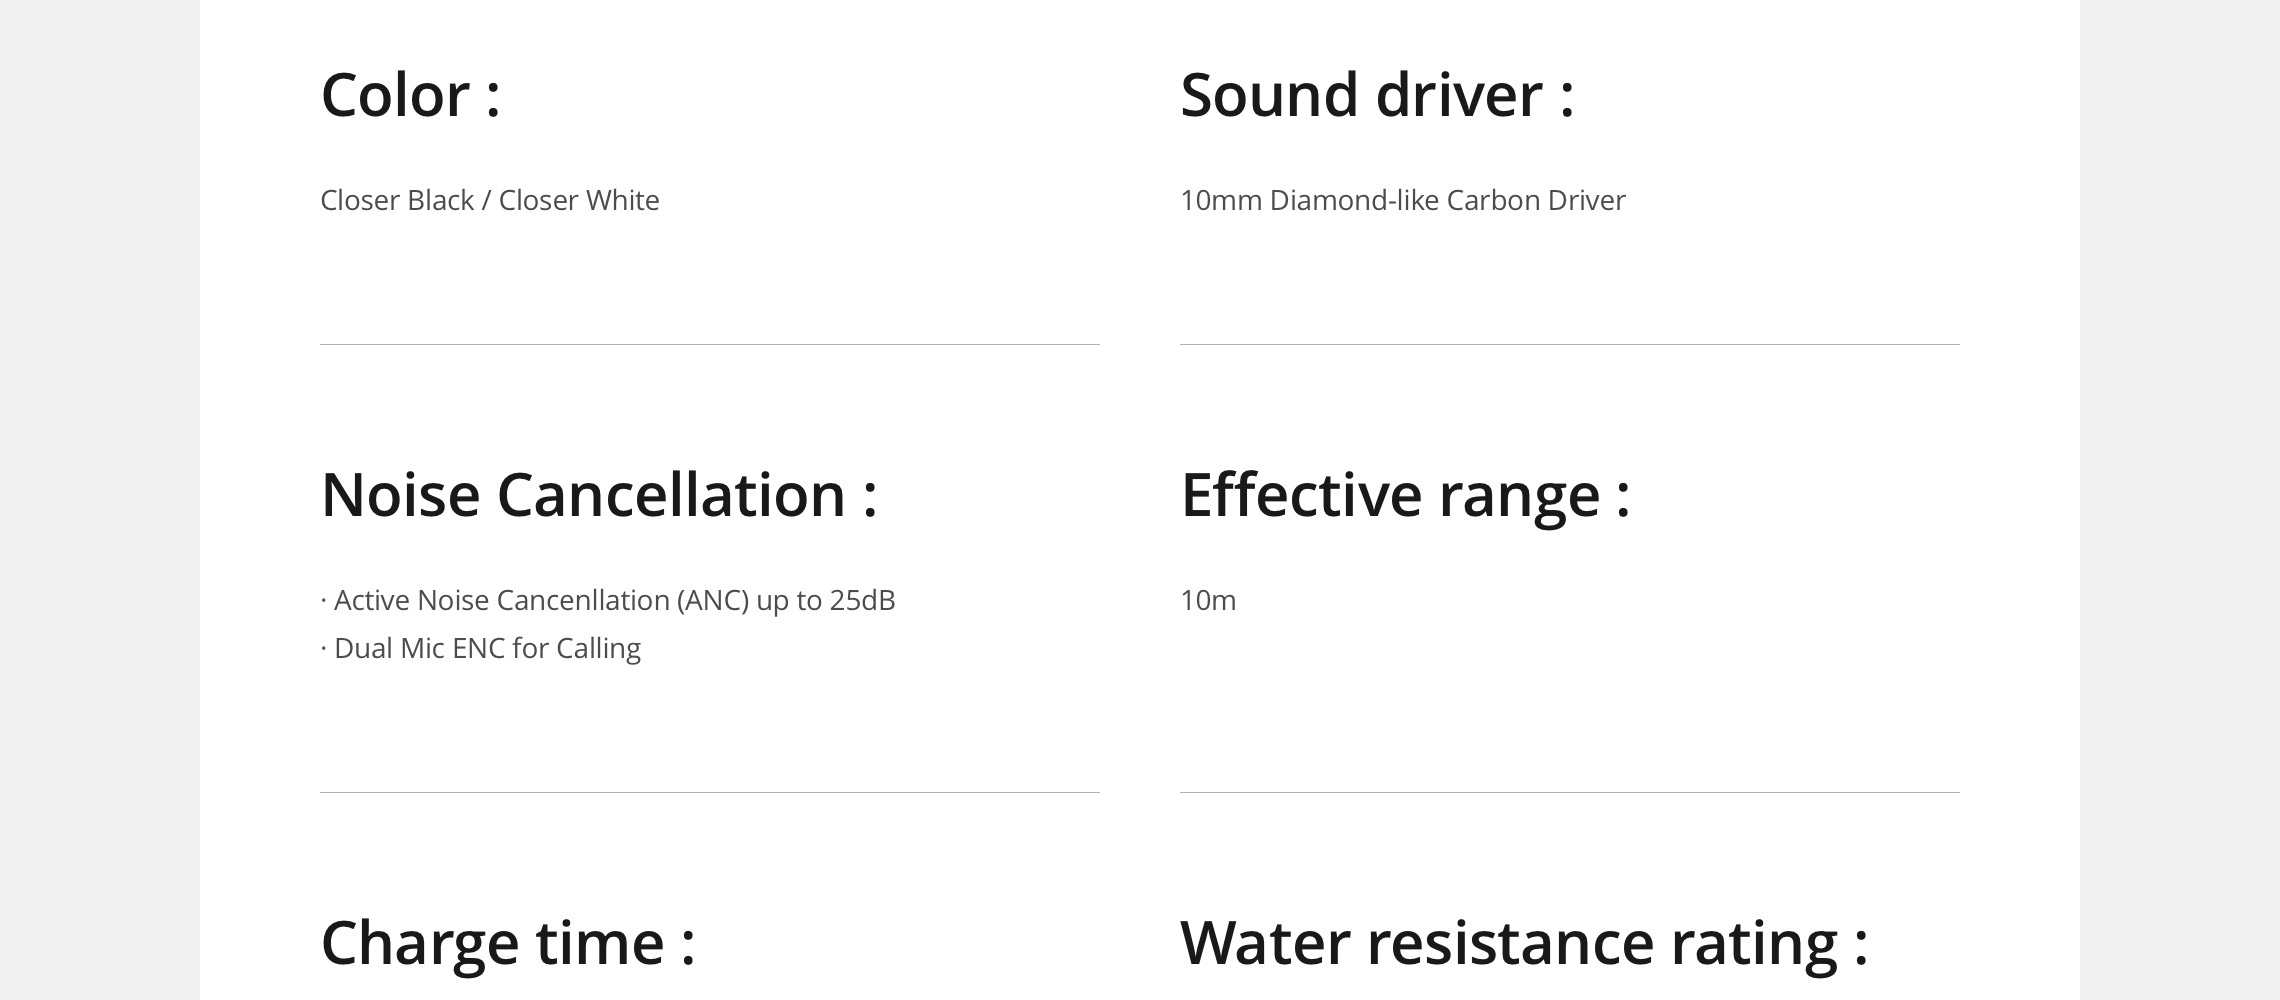 Color :
Closer Black / Closer White
Sound driver :
10mm Diamond-like Carbon Driver
Noise Cancellation :
· Active Noise Cancenllation (ANC) up to 25dB
· Dual Mic ENC for Calling
Effective range :
10m
Charge time :
Water resistance rating :